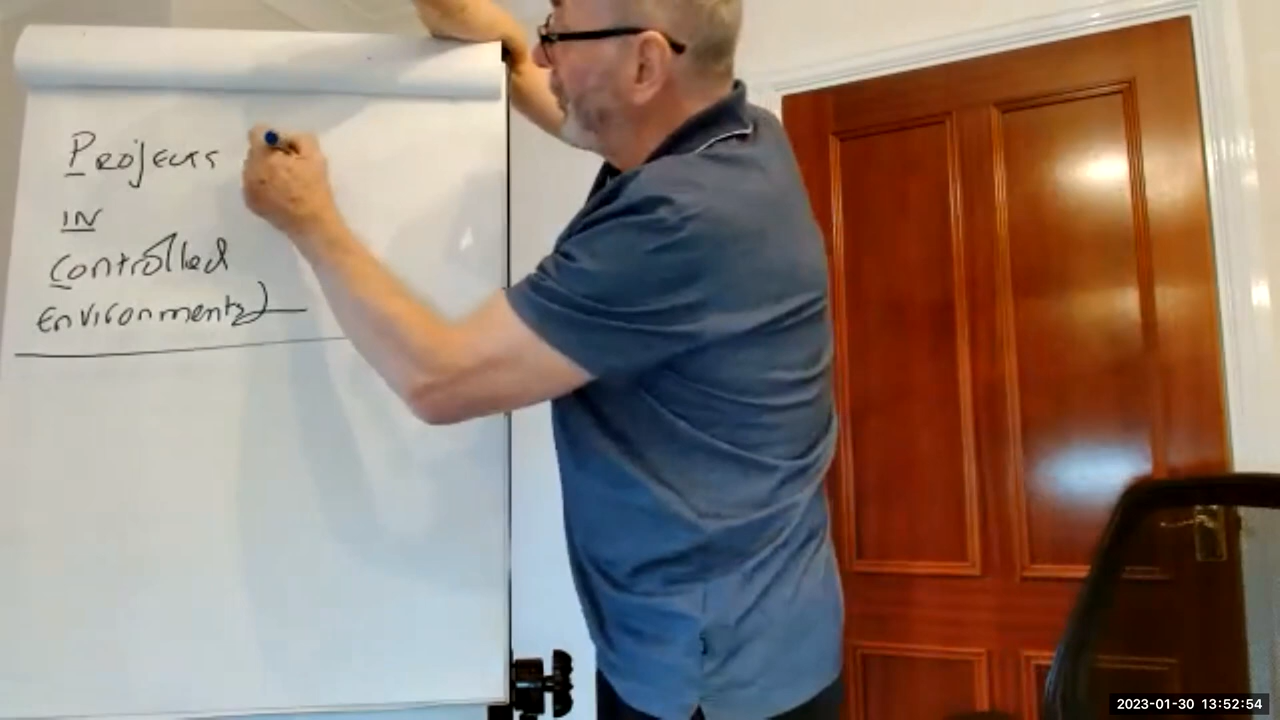 Projects
IN
Controlled
Environments
2023-01-30 13:52:54